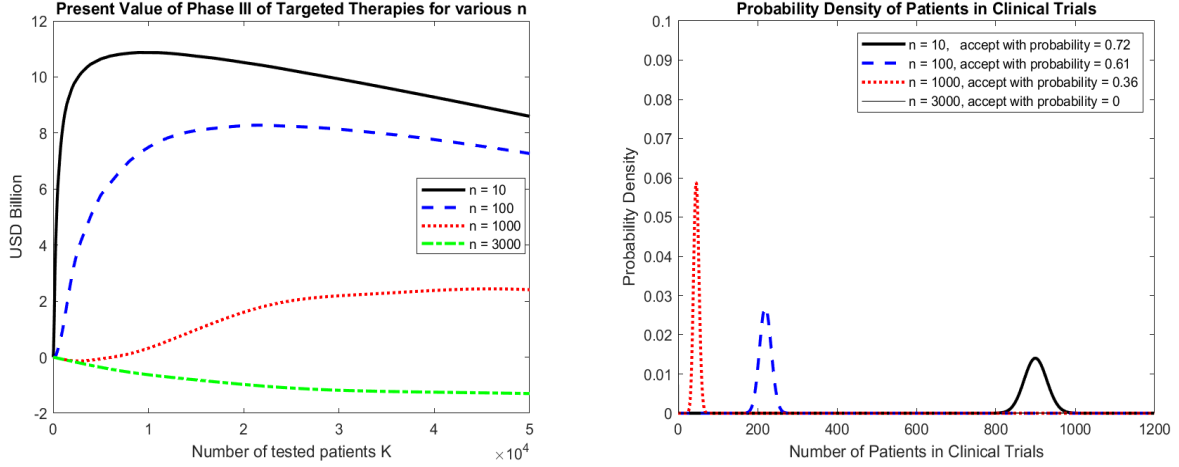 Present Value of Phase III of Targeted Therapies for various n
12
10
8
6
4
2
0
-2
USD Billion
n = 10
n = 100
n = 1000
n = 3000
0 1 2 3 4 5
Number of tested patients K
×10^4
Probability Density of Patients in Clinical Trials
0.1
0.09
0.08
0.07
0.06
0.05
0.04
0.03
0.02
0.01
0
Probability Density
n = 10, accept with probability = 0.72
n = 100, accept with probability = 0.61
n = 1000, accept with probability = 0.36
n = 3000, accept with probability = 0
0 200 400 600 800 1000 1200
Number of Patients in Clinical Trials